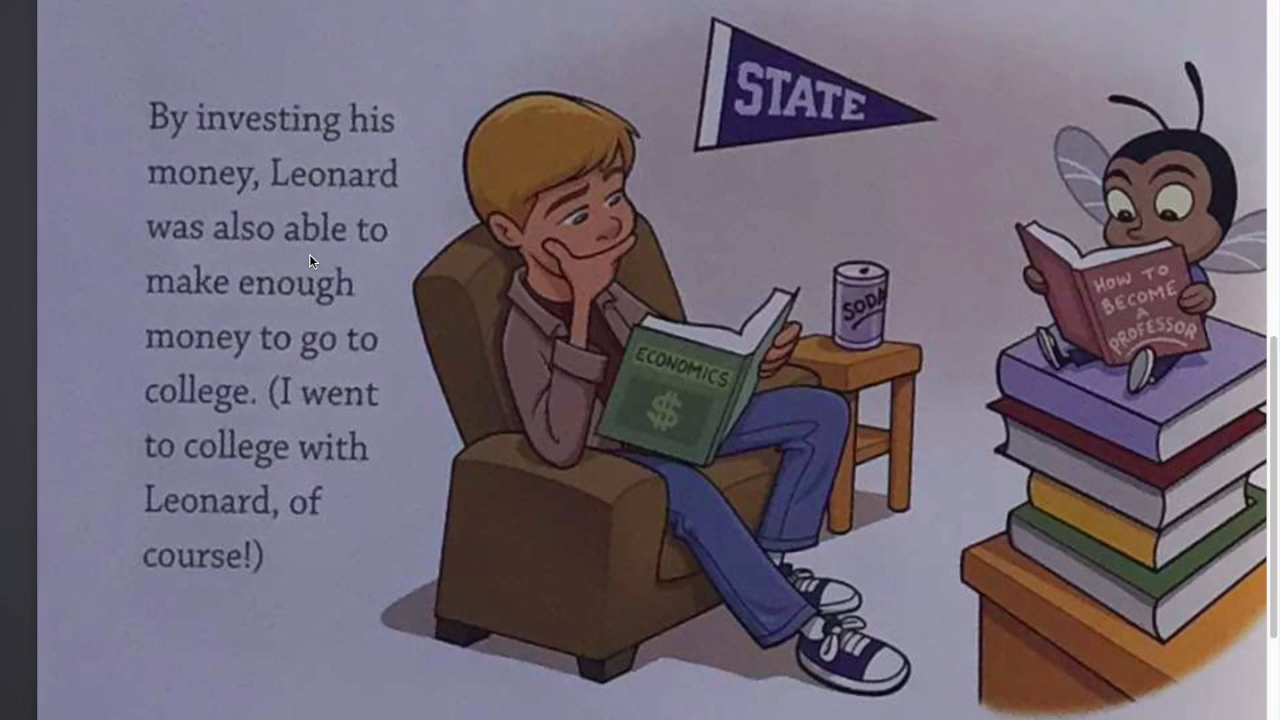 By investing his
money, Leonard
was also able to
make enough
money to go to
college. (I went
to college with
Leonard, of
course!)
STATE
SODA
ECONOMICS
$
HOW TO
BECOME
A
PROFESSOR